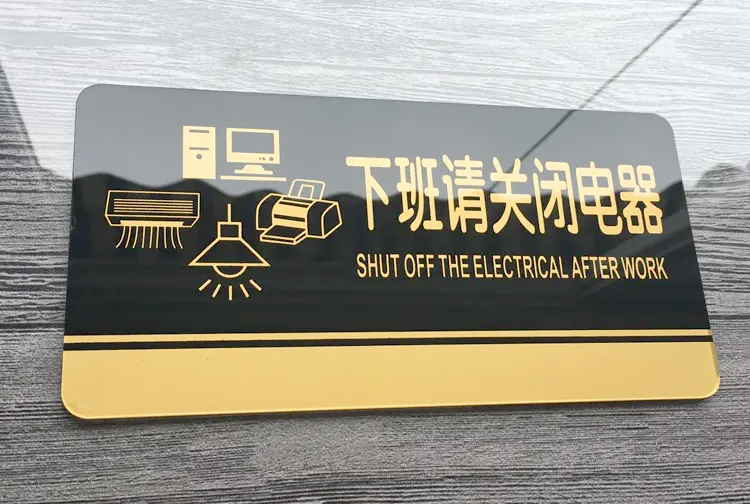 下班请关闭电器
SHUT OFF THE ELECTRICAL AFTER WORK